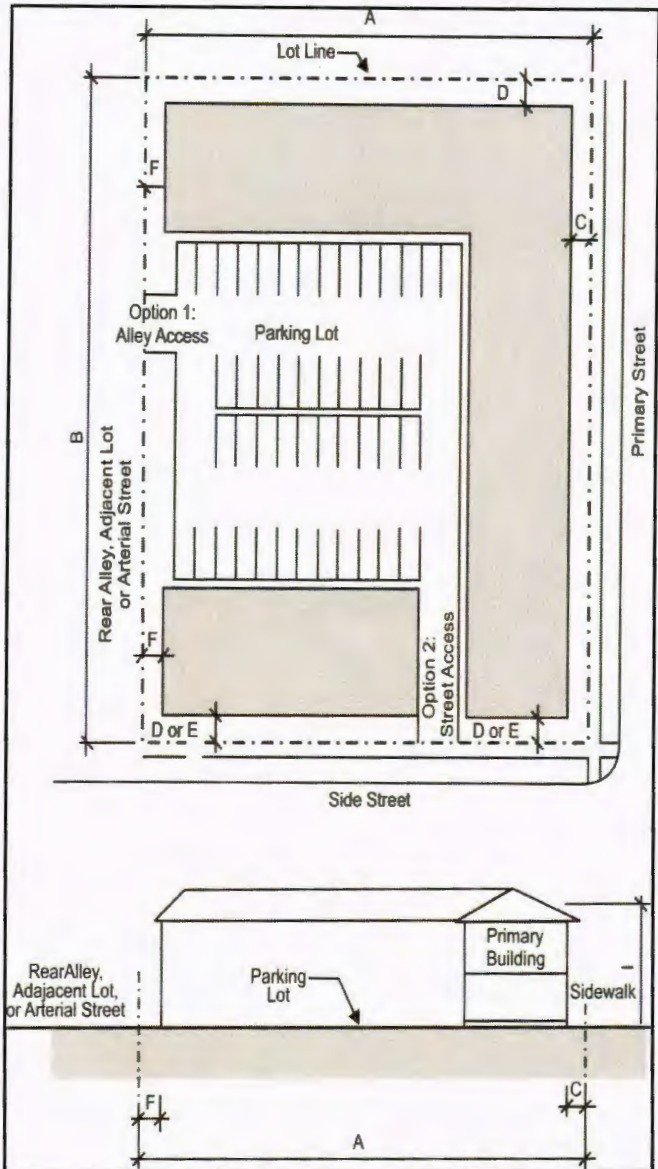 A
Lot Line
D
F
C
Option 1:
Alley Access
Parking Lot
Primary Street
B
Rear Alley, Adjacent Lot
or Arterial Street
F
Option 2:
Street Access
D or E
D or E
Side Street
Primary
Building
I
RearAlley,
Adajacent Lot,
or Arterial Street
Parking
Lot
Sidewalk
F
C
A